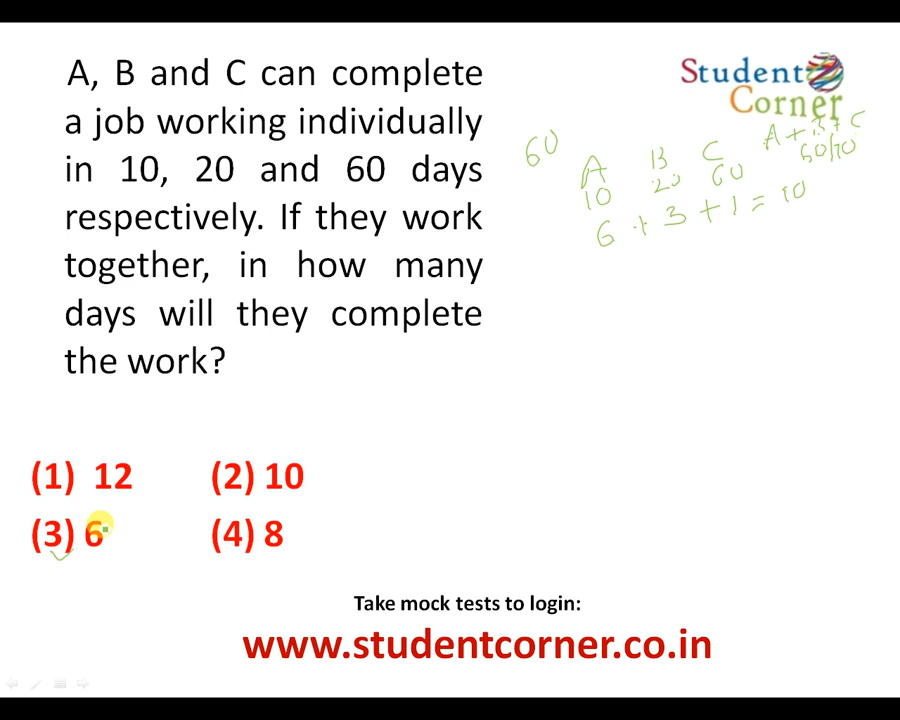 A, B and C can complete
a job working individually
in 10, 20 and 60 days
respectively. If they work
together, in how many
days will they complete
the work?
Student
Corner
60
A B C A + B + C
10 20 60 60/10
6 + 3 + 1 = 10
(1) 12 (2) 10
(3) 6 (4) 8
Take mock tests to login:
www.studentcorner.co.in